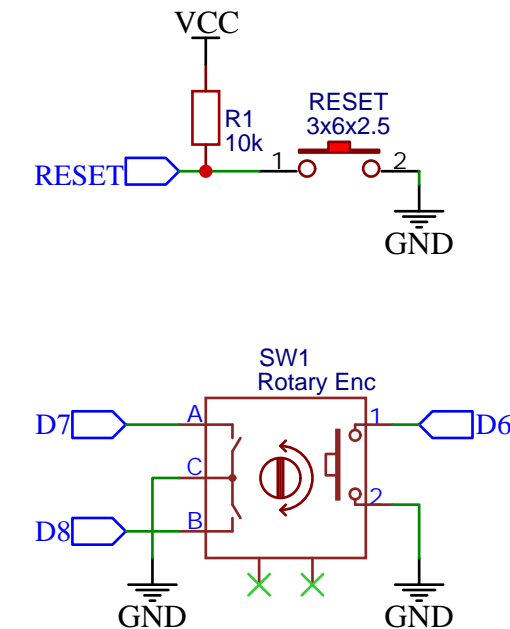 VCC
R1
10k
RESET
3x6x2.5
RESET
1
2
GND
SW1
Rotary Enc
D7
A
1
D6
C
D8
B
2
GND
GND